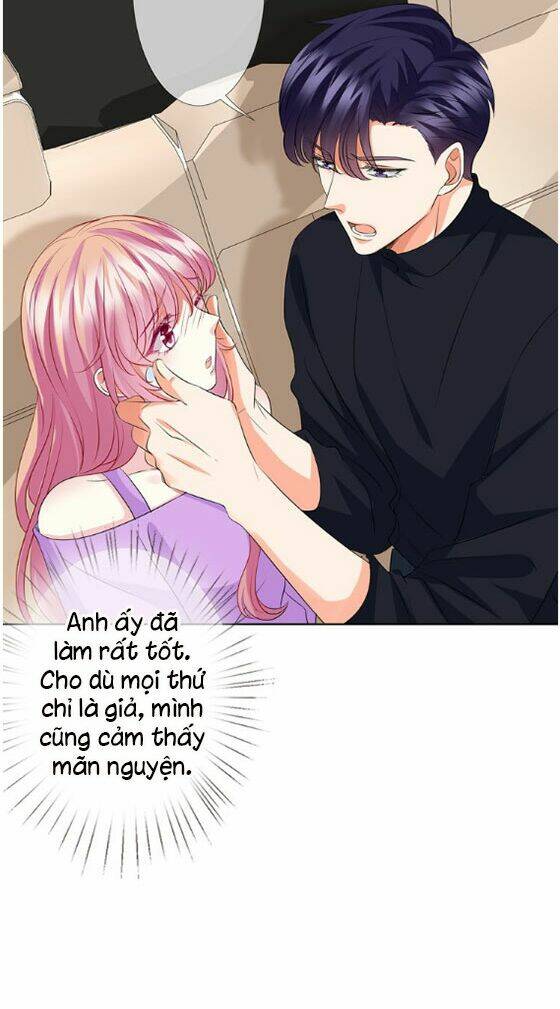 Anh ấy đã
làm rất tốt.
Cho dù mọi thứ
chỉ là giả, mình
cũng cảm thấy
mãn nguyện.